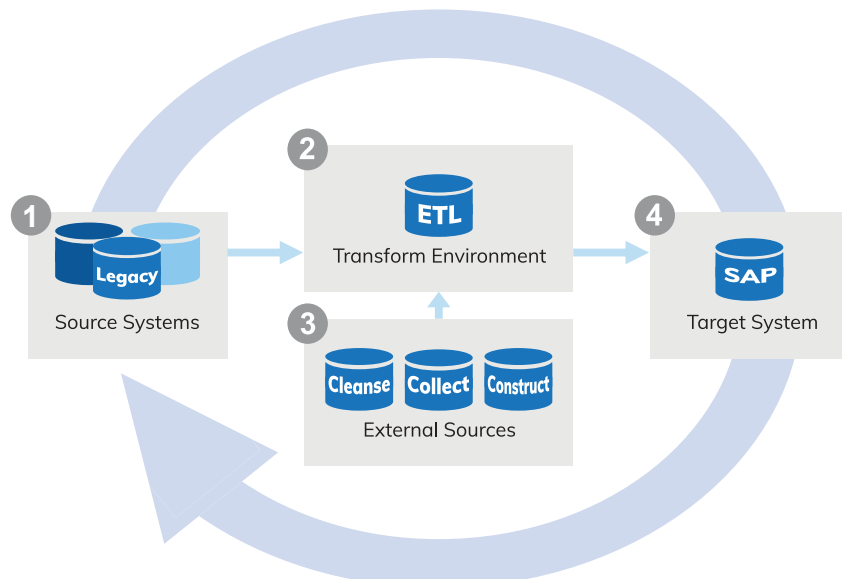 1
Legacy
Source Systems
2
ETL
Transform Environment
3
Cleanse Collect Construct
External Sources
4
SAP
Target System